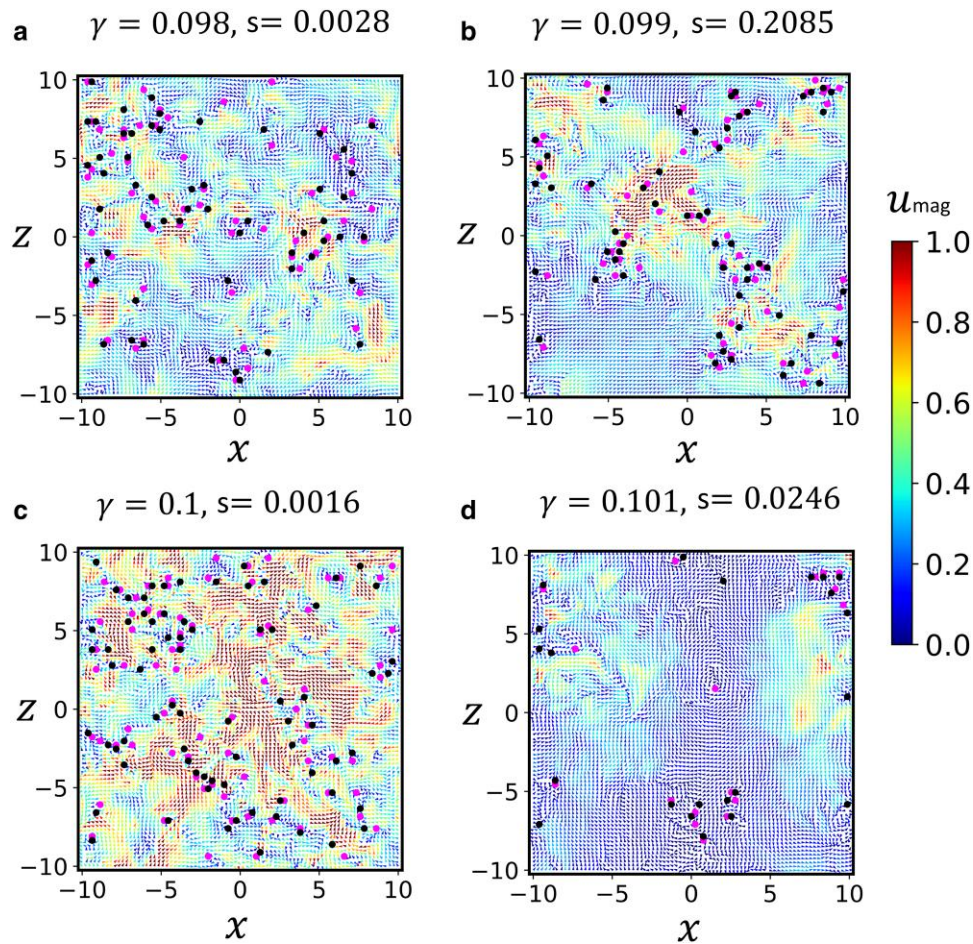 a γ = 0.098, s= 0.0028
b γ = 0.099, s= 0.2085
10
5
0
−5
−10
z
−10 −5 0 5 10
x
10
5
0
−5
−10
z
−10 −5 0 5 10
x
c γ = 0.1, s= 0.0016
d γ = 0.101, s= 0.0246
10
5
0
−5
−10
z
−10 −5 0 5 10
x
10
5
0
−5
−10
z
−10 −5 0 5 10
x
umag
1.0
0.8
0.6
0.4
0.2
0.0